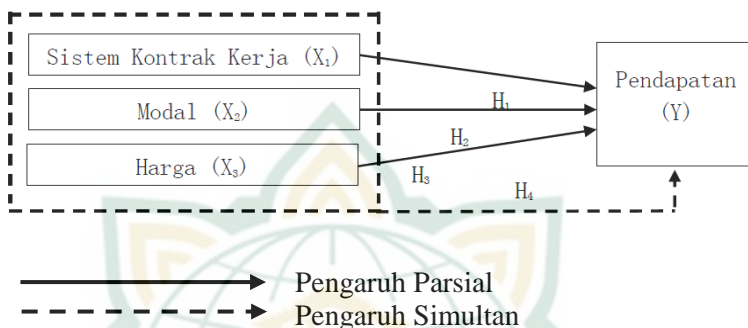 Sistem Kontrak Kerja (X₁)
Modal (X₂)
Harga (X₃)
H₁
H₂
H₃
H₄
Pendapatan
(Y)
Pengaruh Parsial
Pengaruh Simultan